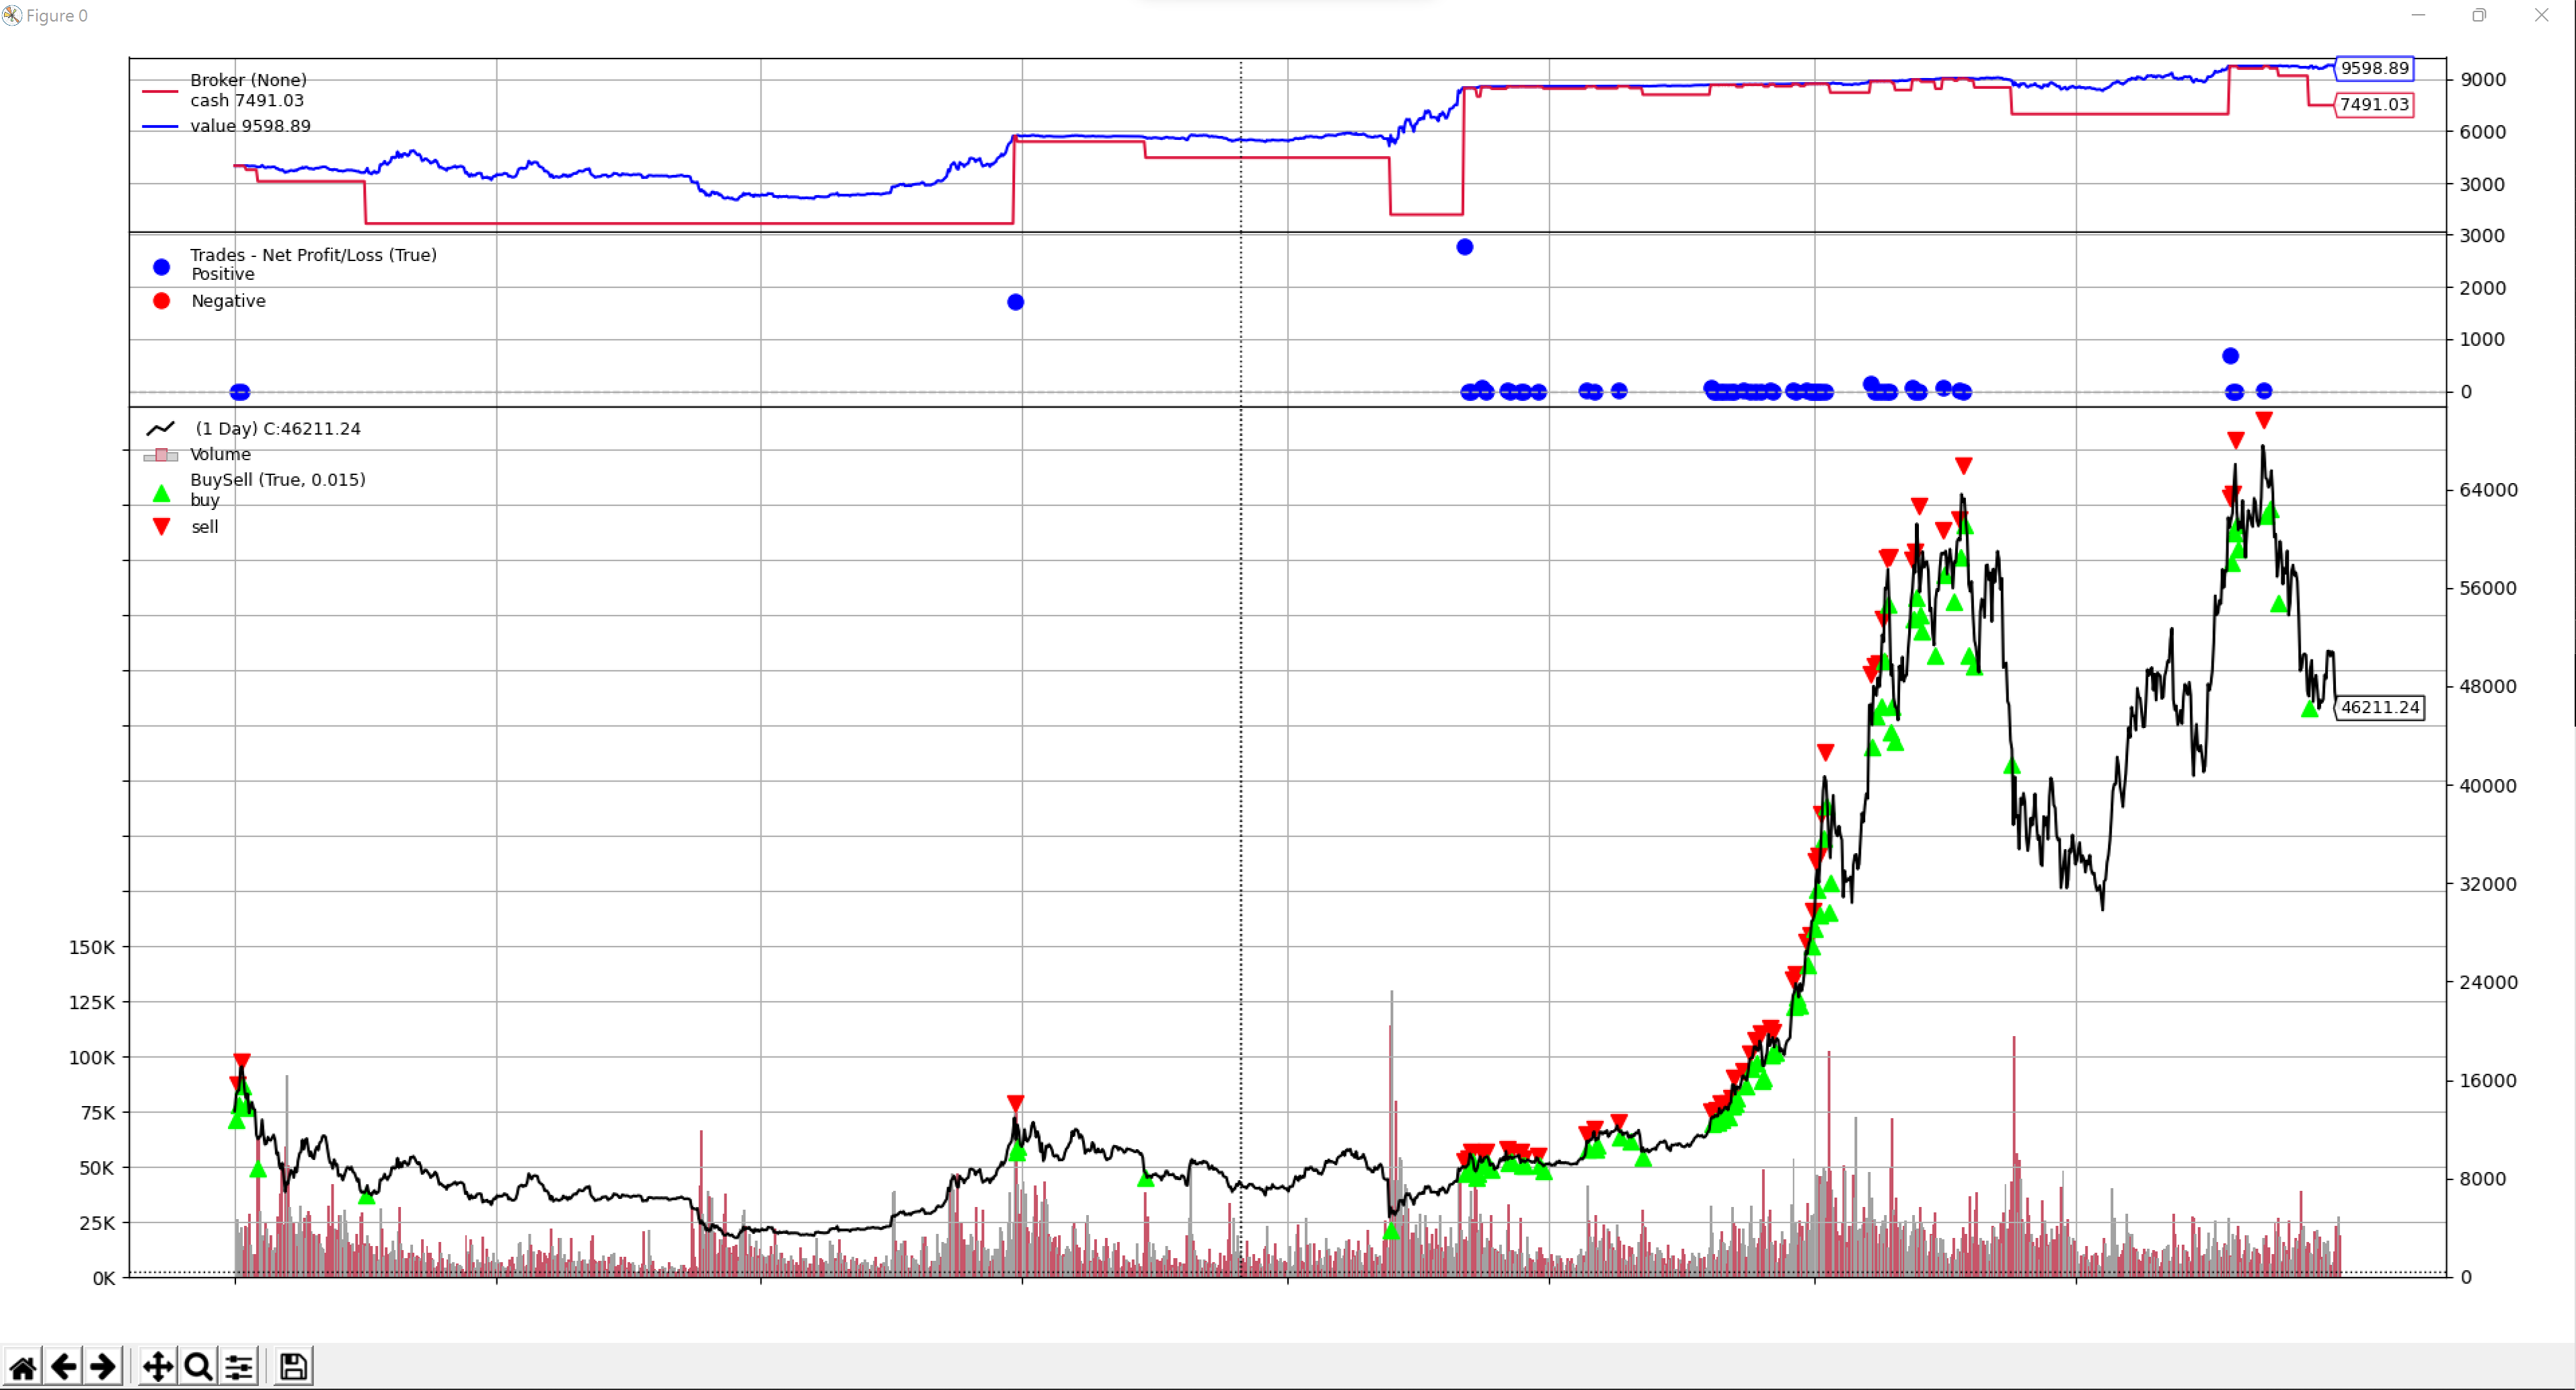 Figure 0
Broker (None)
cash 7491.03
value 9598.89
9598.89
9000
7491.03
6000
3000
Trades - Net Profit/Loss (True)
Positive
Negative
3000
2000
1000
0
(1 Day) C:46211.24
Volume
BuySell (True, 0.015)
buy
sell
64000
56000
48000
46211.24
40000
32000
24000
16000
8000
0
150K
125K
100K
75K
50K
25K
0K